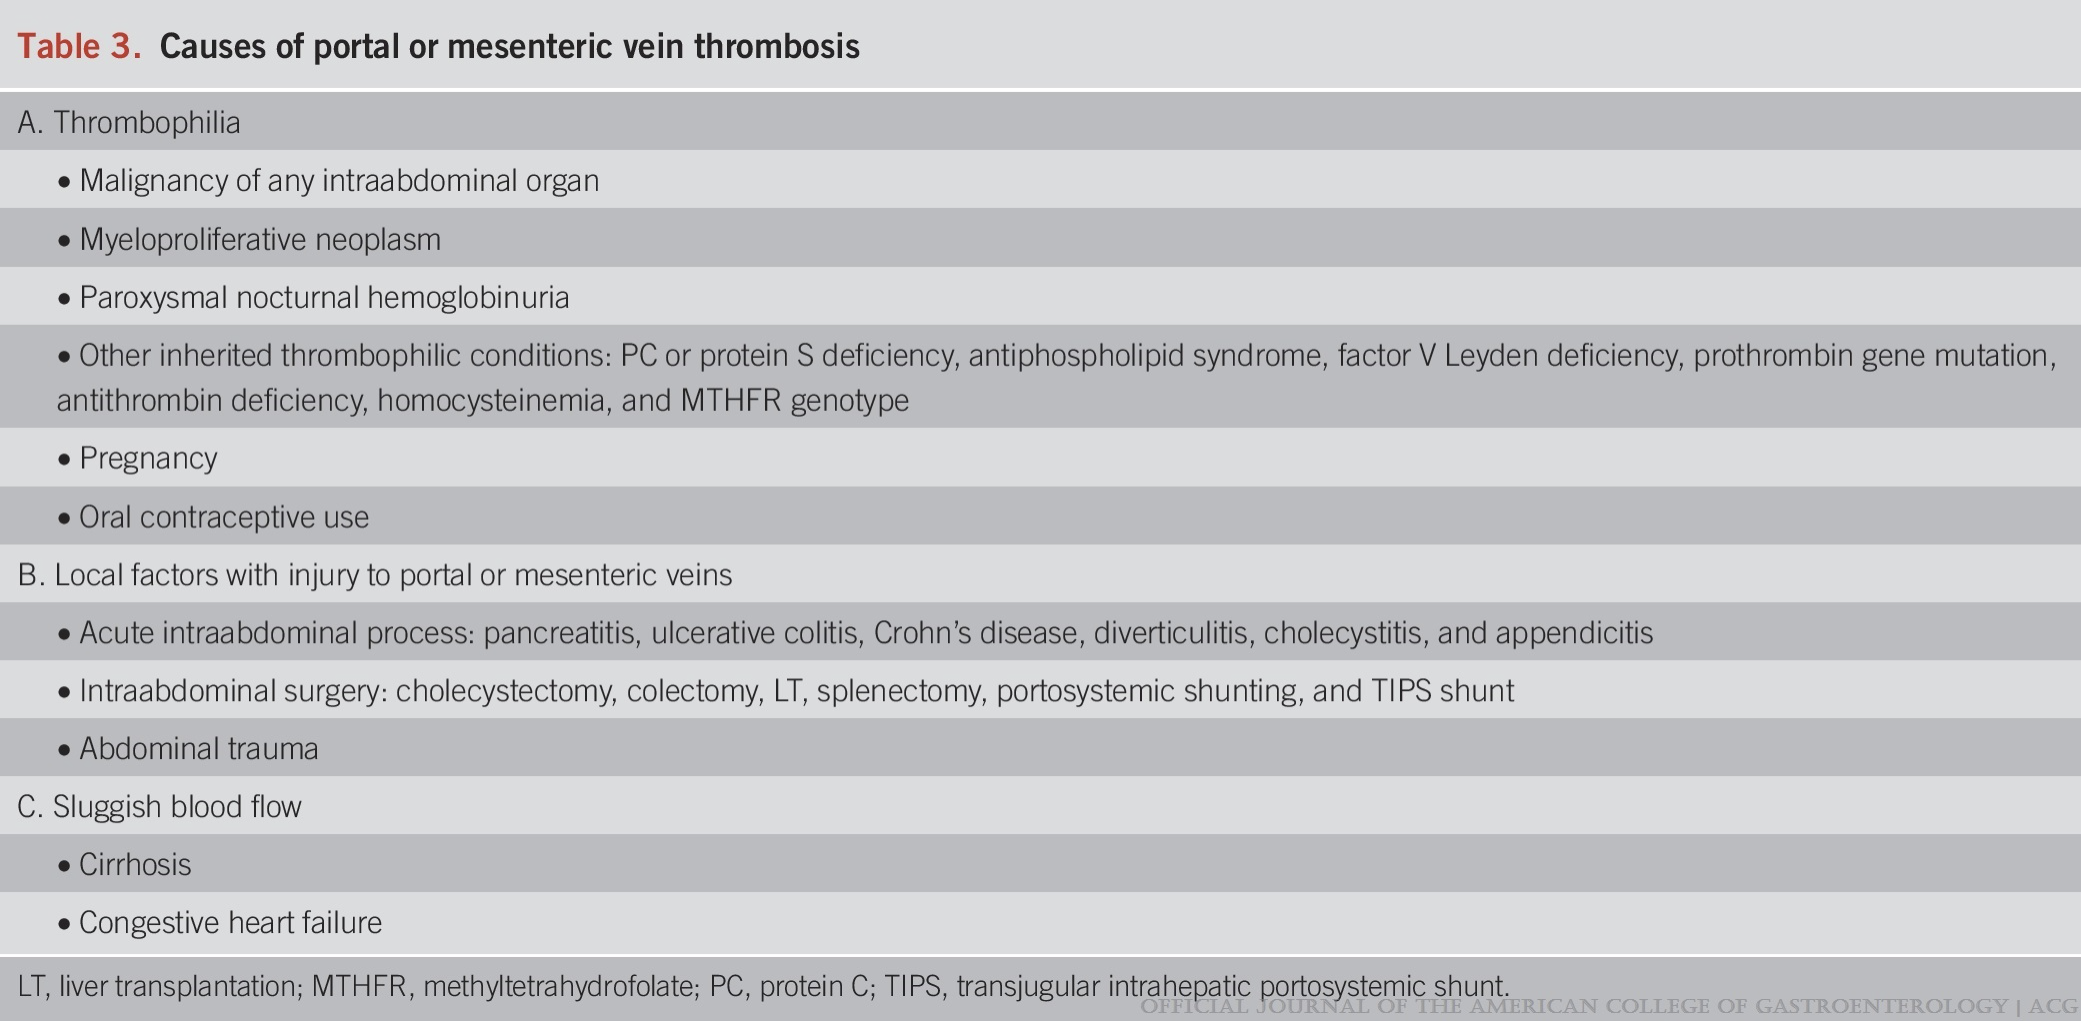 Table 3. Causes of portal or mesenteric vein thrombosis
A. Thrombophilia
• Malignancy of any intraabdominal organ
• Myeloproliferative neoplasm
• Paroxysmal nocturnal hemoglobinuria
• Other inherited thrombophilic conditions: PC or protein S deficiency, antiphospholipid syndrome, factor V Leyden deficiency, prothrombin gene mutation,
antithrombin deficiency, homocysteinemia, and MTHFR genotype
• Pregnancy
• Oral contraceptive use
B. Local factors with injury to portal or mesenteric veins
• Acute intraabdominal process: pancreatitis, ulcerative colitis, Crohn’s disease, diverticulitis, cholecystitis, and appendicitis
• Intraabdominal surgery: cholecystectomy, colectomy, LT, splenectomy, portosystemic shunting, and TIPS shunt
• Abdominal trauma
C. Sluggish blood flow
• Cirrhosis
• Congestive heart failure
LT, liver transplantation; MTHFR, methyltetrahydrofolate; PC, protein C; TIPS, transjugular intrahepatic portosystemic shunt.
OFFICIAL JOURNAL OF THE AMERICAN COLLEGE OF GASTROENTEROLOGY | ACG